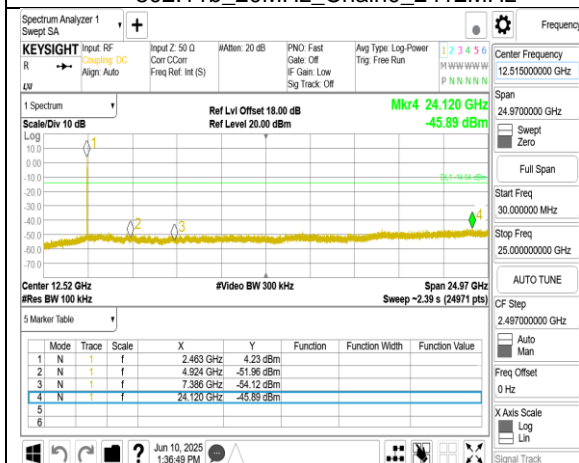 Spectrum Analyzer 1
Swept SA
Frequency
KEYSIGHT
R
Input: RF
Coupling: DC
Align: Auto
Input Z: 50 Ω
Corr CCorr
Freq Ref: Int (S)
#Atten: 20 dB
PNO: Fast
Gate: Off
IF Gain: Low
Sig Track: Off
Avg Type: Log-Power
Trig: Free Run
1 2 3 4 5 6
M W W W W W
P N N N N N
LXI
1 Spectrum
Scale/Div 10 dB
Ref Lvl Offset 18.00 dB
Ref Level 20.00 dBm
Mkr4 24.120 GHz
-45.89 dBm
Log
10.0
0.00
-10.0
-20.0
-30.0
-40.0
-50.0
-60.0
-70.0
1
2
3
4
Center 12.52 GHz
#Res BW 100 kHz
#Video BW 300 kHz
Span 24.97 GHz
Sweep ~2.39 s (24971 pts)
5 Marker Table
Mode Trace Scale X Y Function Function Width Function Value
1 N 1 f 2.463 GHz 4.23 dBm
2 N 1 f 4.924 GHz -51.96 dBm
3 N 1 f 7.386 GHz -54.12 dBm
4 N 1 f 24.120 GHz -45.89 dBm
5
6
Jun 10, 2025
1:36:49 PM
Center Frequency
12.515000000 GHz
Span
24.9700000 GHz
Swept
Zero
Full Span
Start Freq
30.000000 MHz
Stop Freq
25.00000000 GHz
AUTO TUNE
CF Step
2.497000000 GHz
Auto
Man
Freq Offset
0 Hz
X Axis Scale
Log
Lin
Signal Track